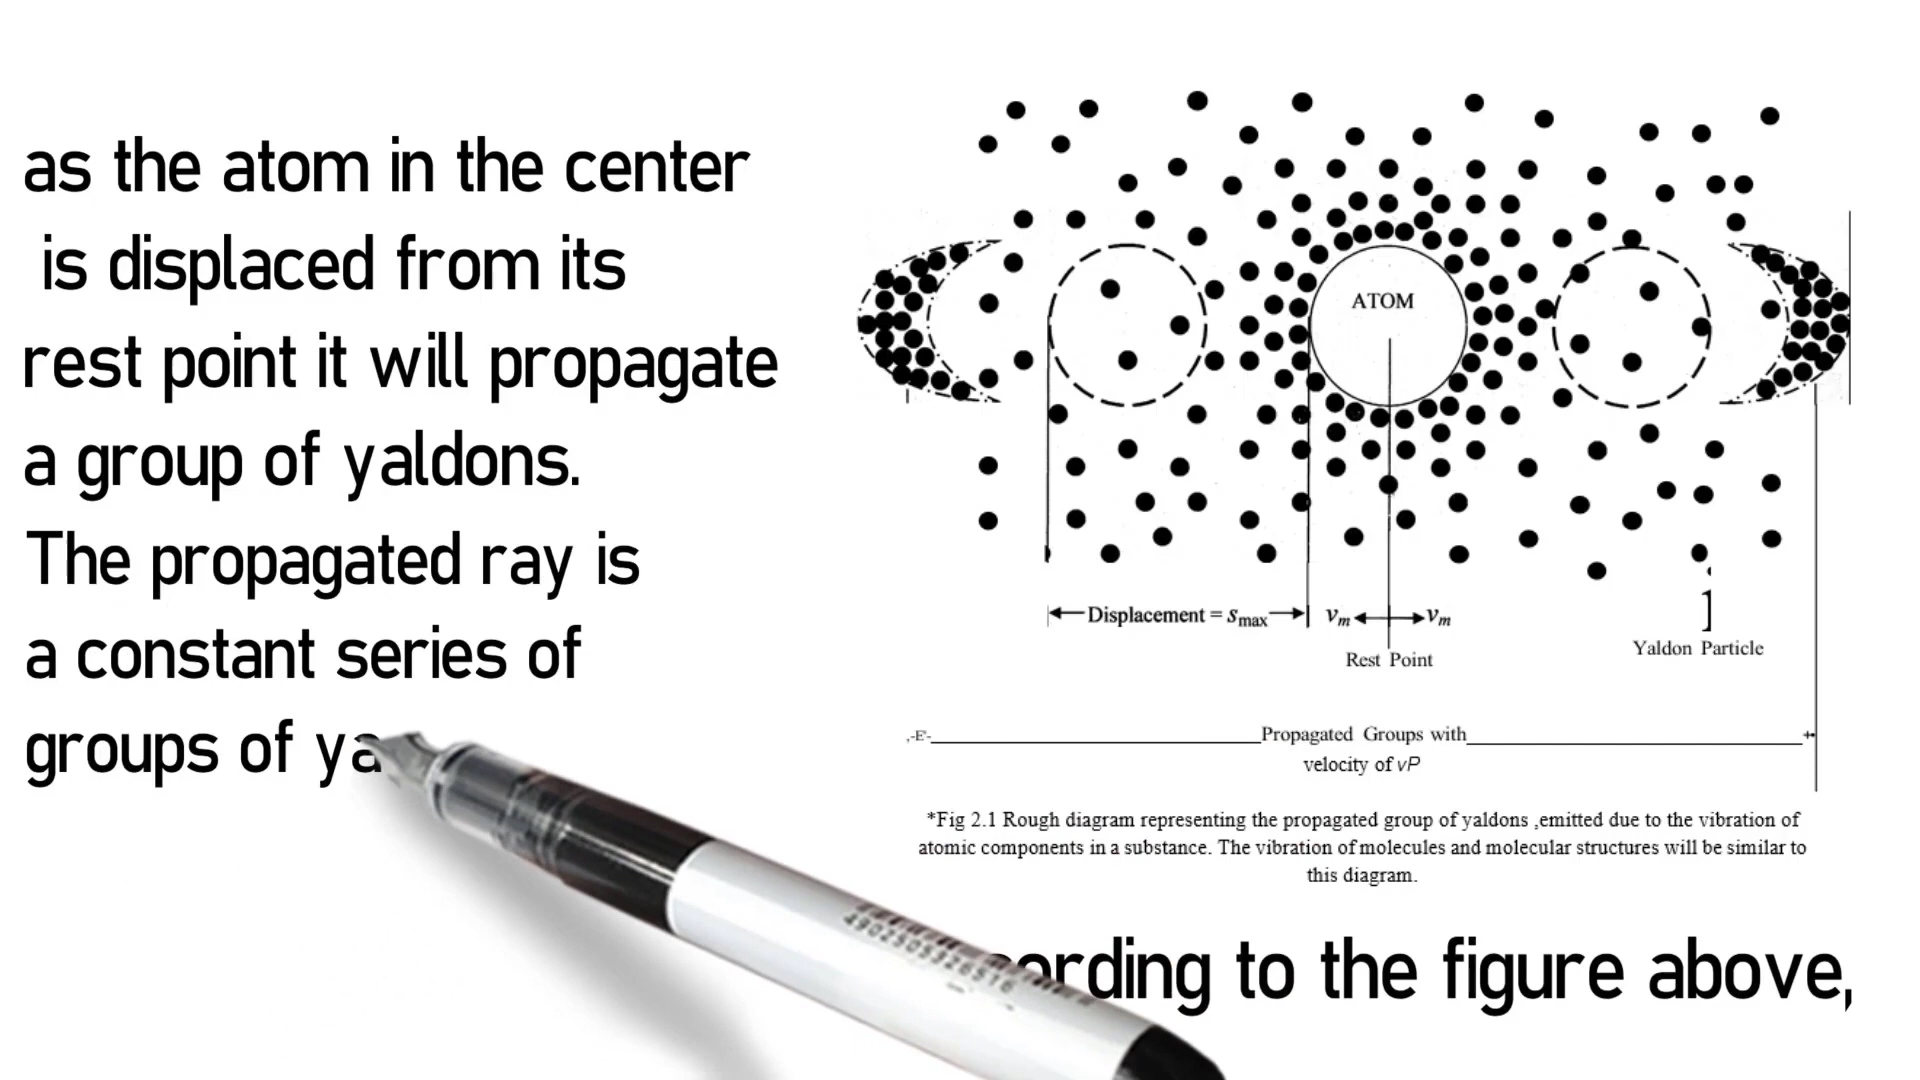 as the atom in the center
is displaced from its
rest point it will propagate
a group of yaldons.
The propagated ray is
a constant series of
groups of ya
ATOM
Displacement = smax
vm
vm
Rest Point
Yaldon Particle
Propagated Groups with
velocity of vP
*Fig 2.1 Rough diagram representing the propagated group of yaldons ,emitted due to the vibration of
atomic components in a substance. The vibration of molecules and molecular structures will be similar to
this diagram.
to the figure above,
4902505326516